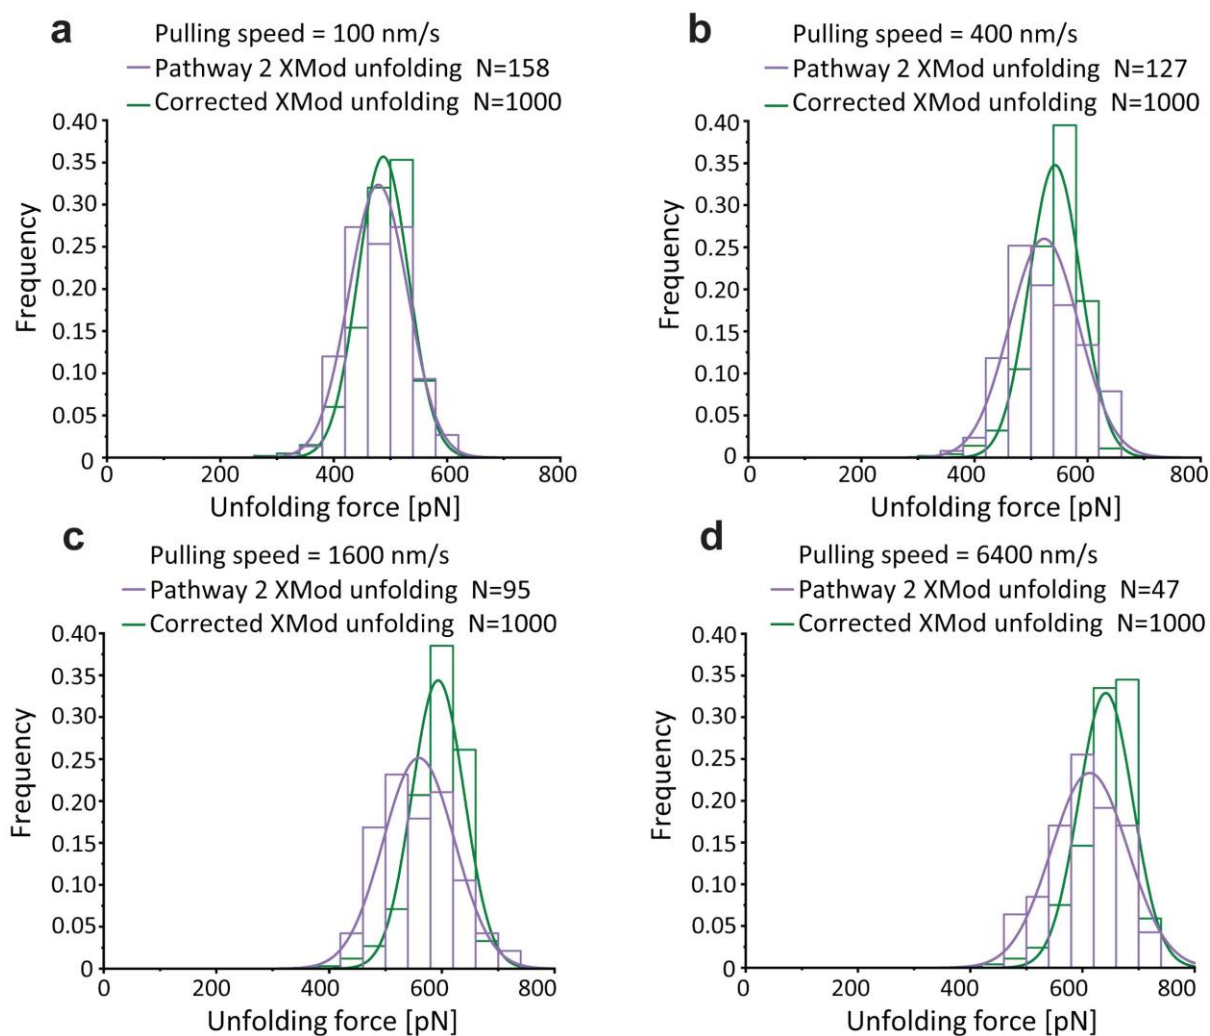 a
Pulling speed = 100 nm/s
Pathway 2 XMod unfolding N=158
Corrected XMod unfolding N=1000
0.40
0.35
0.30
0.25
0.20
0.15
0.10
0.05
0
Frequency
0 200 400 600 800
Unfolding force [pN]
b
Pulling speed = 400 nm/s
Pathway 2 XMod unfolding N=127
Corrected XMod unfolding N=1000
0.40
0.35
0.30
0.25
0.20
0.15
0.10
0.05
0
Frequency
0 200 400 600 800
Unfolding force [pN]
c
Pulling speed = 1600 nm/s
Pathway 2 XMod unfolding N=95
Corrected XMod unfolding N=1000
0.40
0.35
0.30
0.25
0.20
0.15
0.10
0.05
0
Frequency
0 200 400 600 800
Unfolding force [pN]
d
Pulling speed = 6400 nm/s
Pathway 2 XMod unfolding N=47
Corrected XMod unfolding N=1000
0.40
0.35
0.30
0.25
0.20
0.15
0.10
0.05
0
Frequency
0 200 400 600 800
Unfolding force [pN]